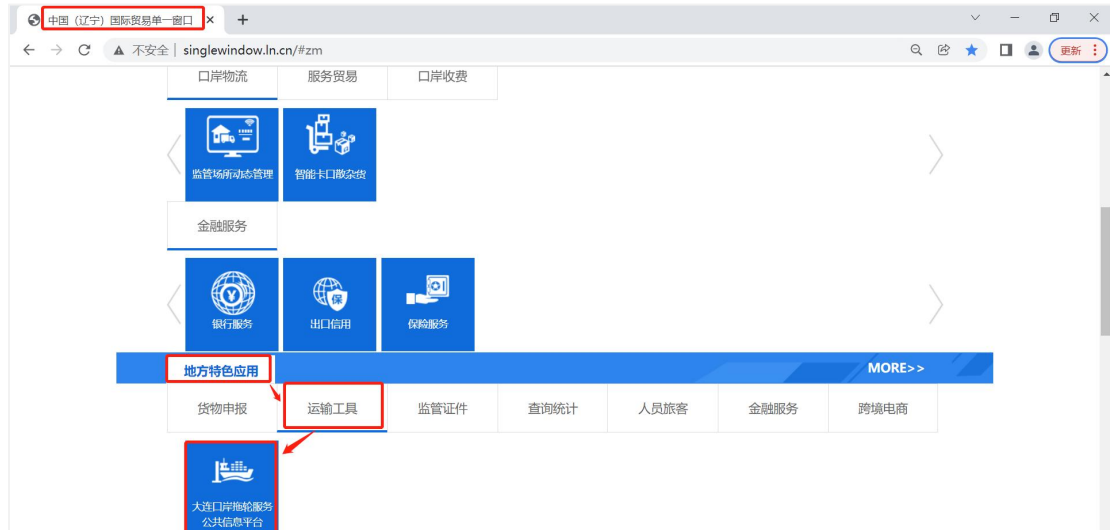 中国（辽宁）国际贸易单一窗口
不安全 | singlewindow.ln.cn/#zm
更新
口岸物流 服务贸易 口岸收费
监管场所动态管理 智能卡口散杂货
金融服务
银行服务 出口信用 保险服务
地方特色应用 MORE>>
货物申报 运输工具 监管证件 查询统计 人员旅客 金融服务 跨境电商
大连口岸拖轮服务
公共信息平台